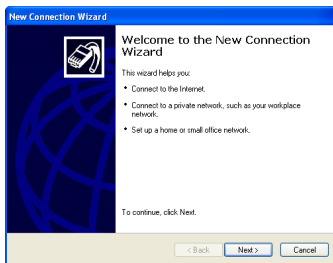 New Connection Wizard
Welcome to the New Connection
Wizard
This wizard helps you:
• Connect to the Internet.
• Connect to a private network, such as your workplace
network.
• Set up a home or small office network.
To continue, click Next.
< Back Next > Cancel